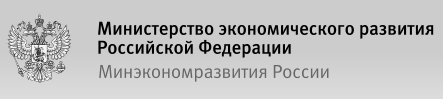 Министерство экономического развития
Российской Федерации
Минэкономразвития России